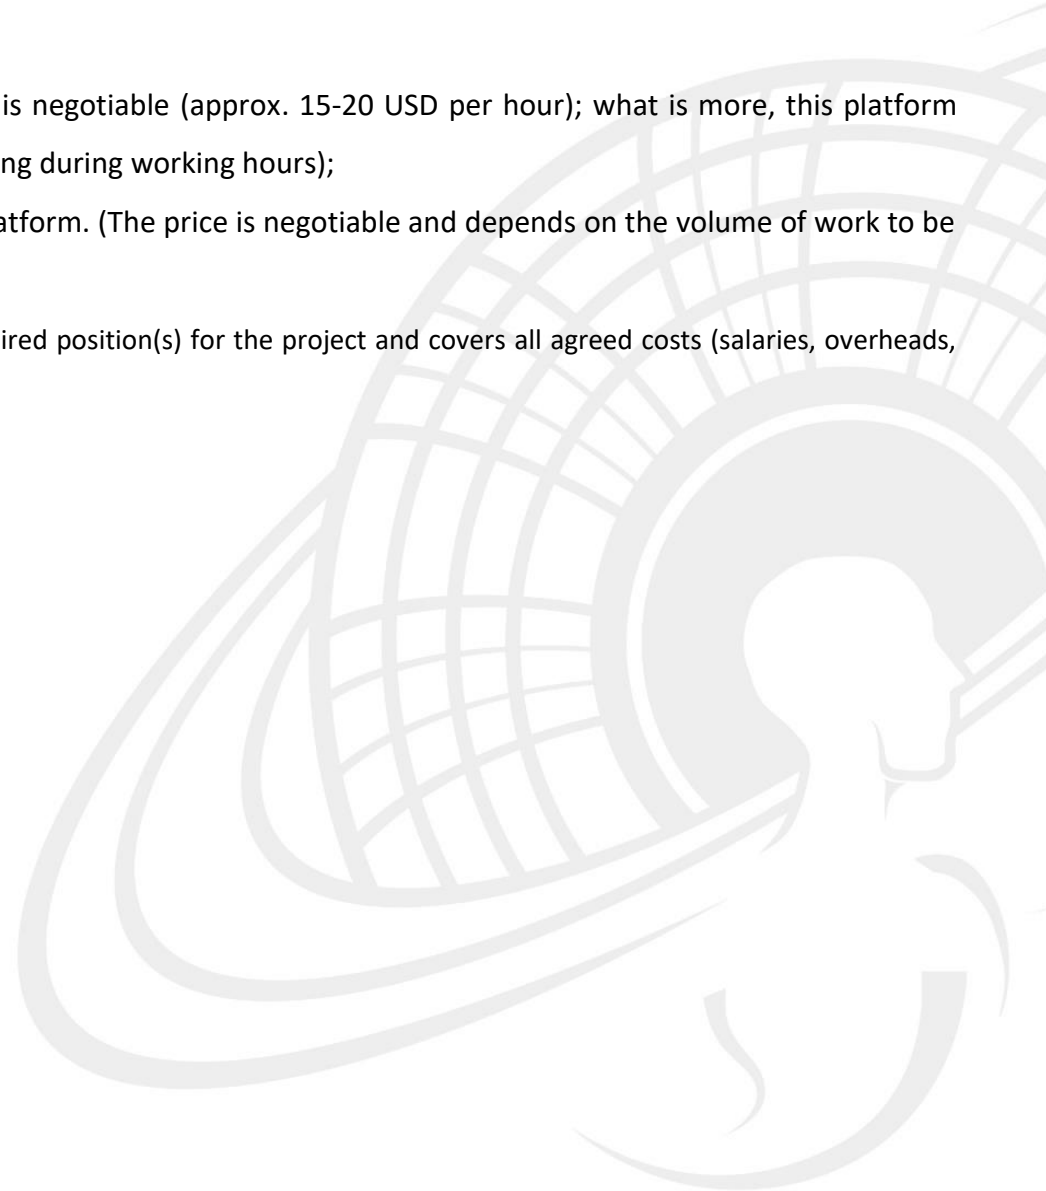 is negotiable (approx. 15-20 USD per hour); what is more, this platform
ng during working hours);
atform. (The price is negotiable and depends on the volume of work to be
ired position(s) for the project and covers all agreed costs (salaries, overheads,